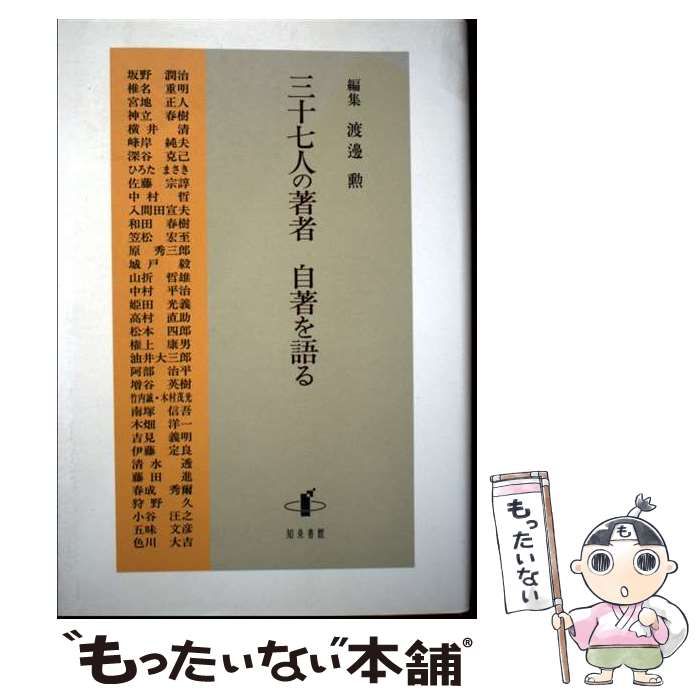 編集 渡邊 勲
三十七人の著者 自著を語る
坂野 潤治
椎名 重明
宮地 正人
神立 春樹
横井 清
峰岸 純夫
深谷 克己
ひろた まさき
佐藤 宗諄
中村 哲
入間田宣夫
和田 春樹
笠松 宏至
原 秀三郎
城戸 毅
山折 哲雄
中村 平治
姫田 光義
高村 直助
松本 四郎
権上 康男
油井大三郎
阿部 治平
増谷 英樹
竹内誠・木村茂光
南塚 信吾
木畑 洋一
吉見 義明
伊藤 定良
清水 透
藤田 進
春成 秀爾
狩野 久
小谷 汪之
五味 文彦
色川 大吉
知泉書館
もったいない
“もったいない本舗®